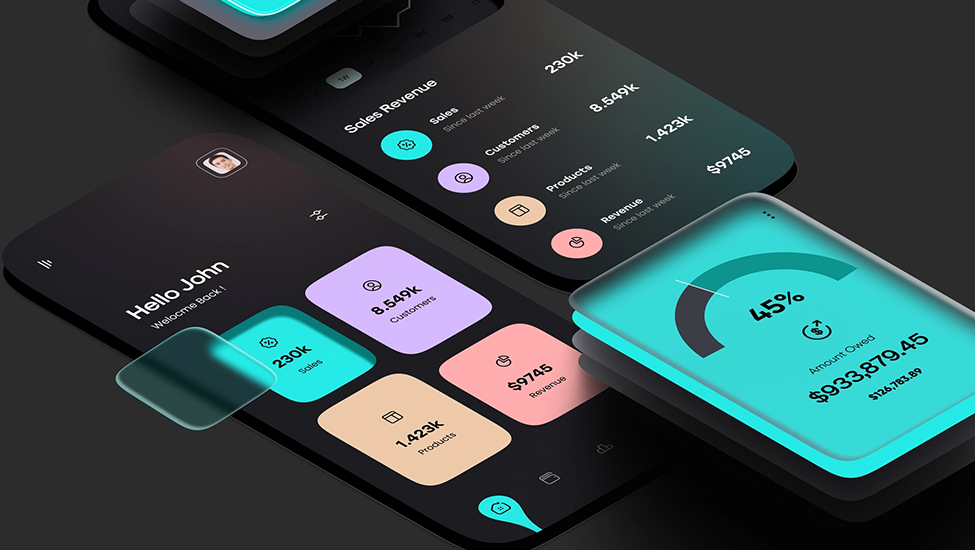 1W
Sales Revenue
Sales
Since last week
230k
Customers
Since last week
8.549k
Products
Since last week
1.423k
Revenue
Since last week
$9745
Hello John
Welocme Back !
230k
Sales
8.549k
Customers
1.423k
Products
$9745
Revenue
45%
Amount Owed
$933,879.45
$126,783.89